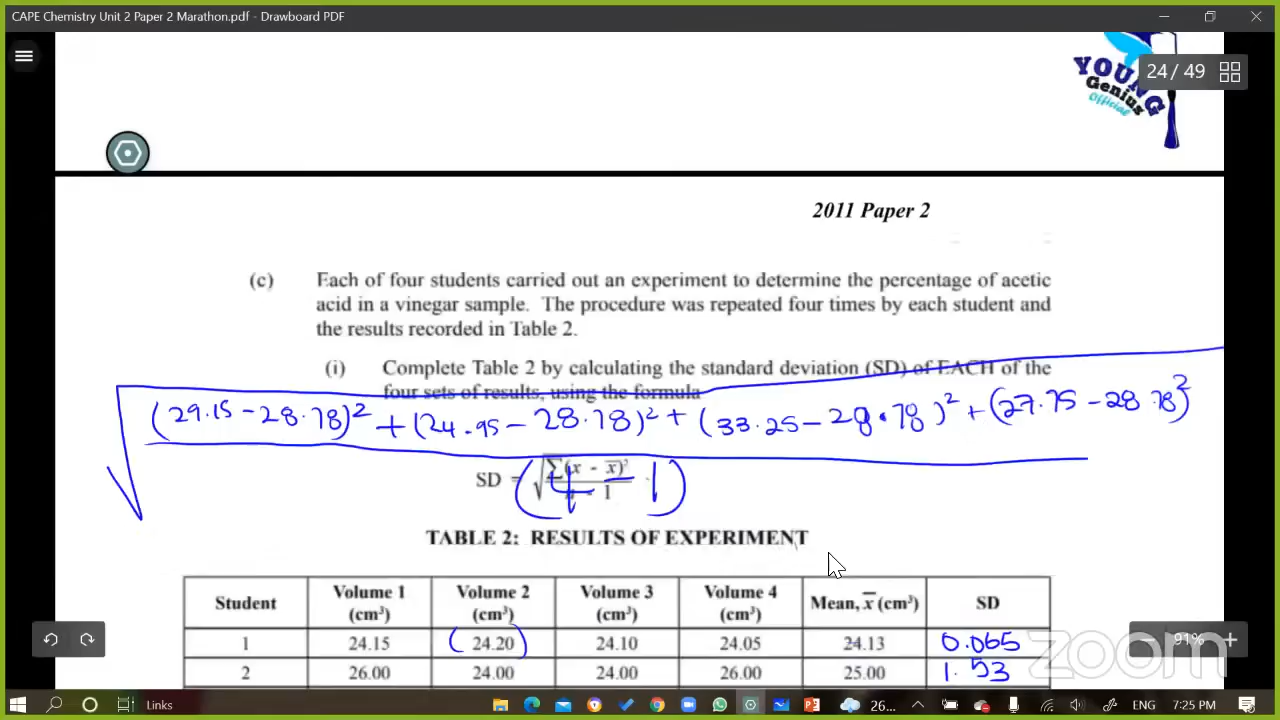 CAPE Chemistry Unit 2 Paper 2 Marathon.pdf - Drawboard PDF
24 / 49
YOUNG
Genius
Official
2011 Paper 2
(c) Each of four students carried out an experiment to determine the percentage of acetic
acid in a vinegar sample. The procedure was repeated four times by each student and
the results recorded in Table 2.
(i) Complete Table 2 by calculating the standard deviation (SD) of EACH of the
four sets of results, using the formula
√(29.15 - 28.78)² + (24.95 - 28.78)² + (33.25 - 28.78)² + (27.75 - 28.78)²
(4 - 1)
SD = √Σ(x - x̄)² / n - 1
TABLE 2: RESULTS OF EXPERIMENT
Student Volume 1 (cm³) Volume 2 (cm³) Volume 3 (cm³) Volume 4 (cm³) Mean, x̄ (cm³) SD
1 24.15 (24.20) 24.10 24.05 24.13 0.065
2 26.00 24.00 24.00 26.00 25.00 1.53
91%
zoom
Links 26... ENG 7:25 PM